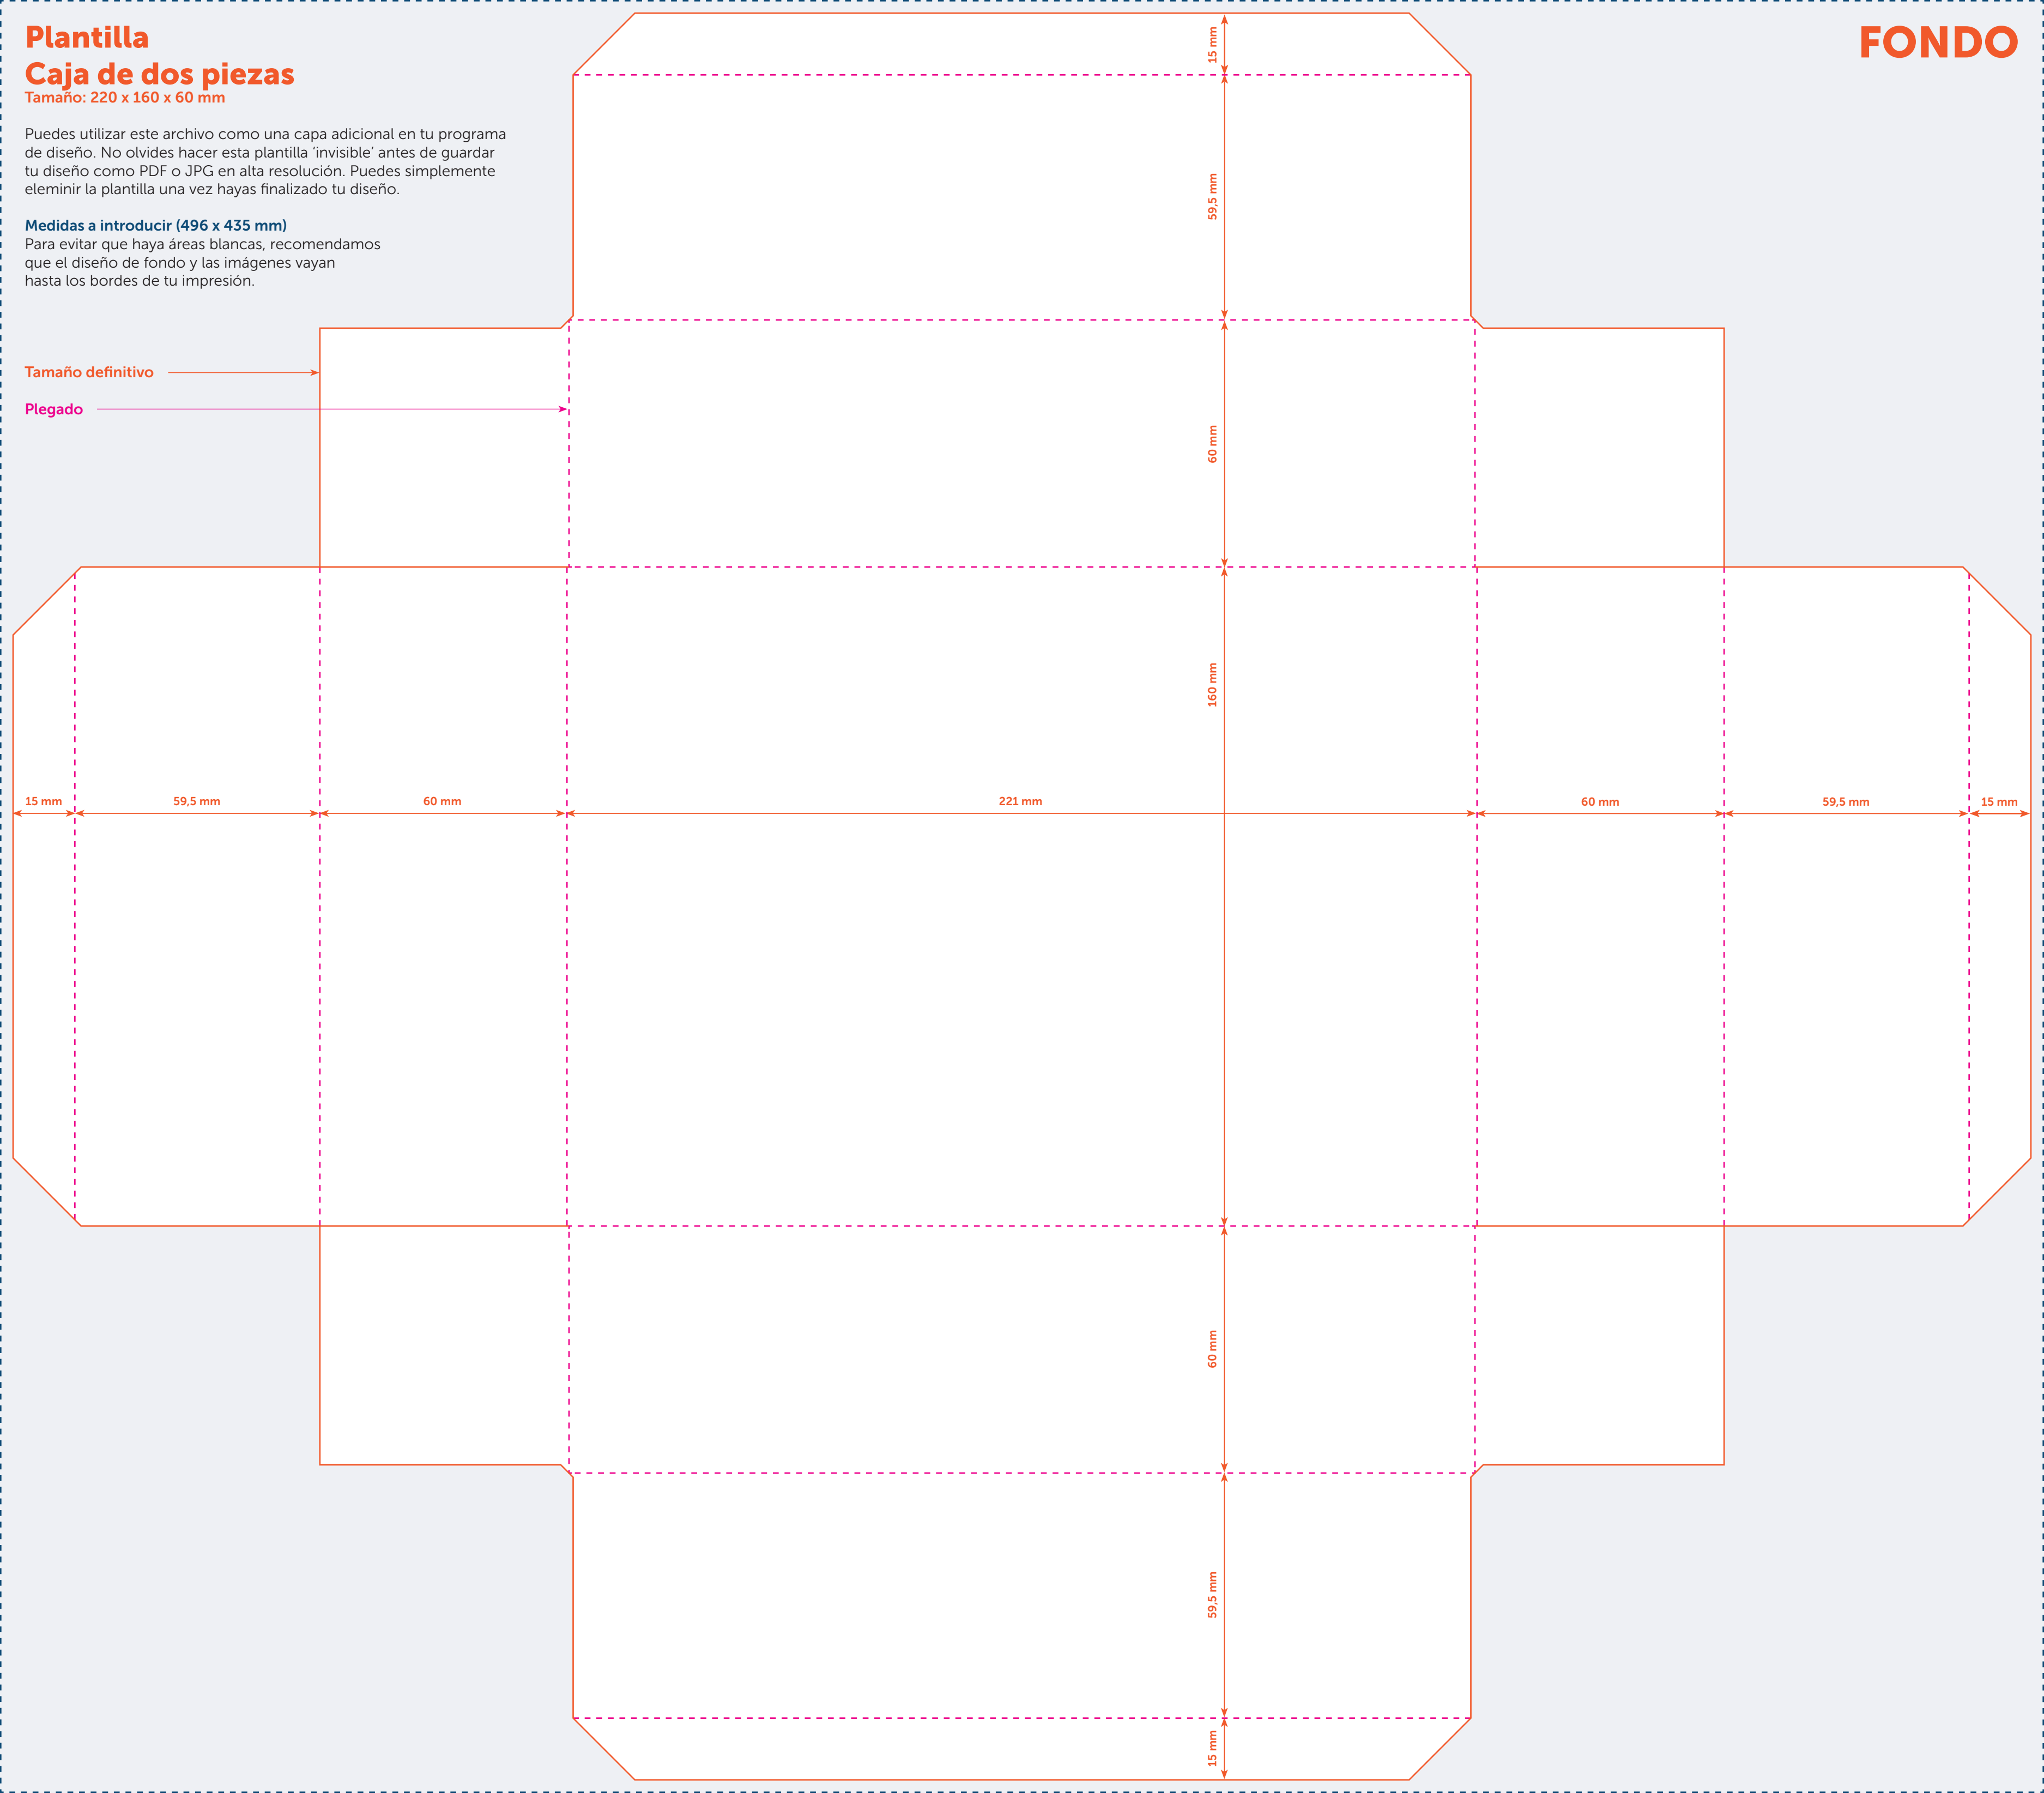 Plantilla
Caja de dos piezas
Tamaño: 220 x 160 x 60 mm
FONDO
Puedes utilizar este archivo como una capa adicional en tu programa
de diseño. No olvides hacer esta plantilla ‘invisible’ antes de guardar
tu diseño como PDF o JPG en alta resolución. Puedes simplemente
eleminir la plantilla una vez hayas finalizado tu diseño.
Medidas a introducir (496 x 435 mm)
Para evitar que haya áreas blancas, recomendamos
que el diseño de fondo y las imágenes vayan
hasta los bordes de tu impresión.
Tamaño definitivo
Plegado
15 mm
59,5 mm
60 mm
160 mm
15 mm
59,5 mm
60 mm
221 mm
60 mm
59,5 mm
15 mm
60 mm
59,5 mm
15 mm